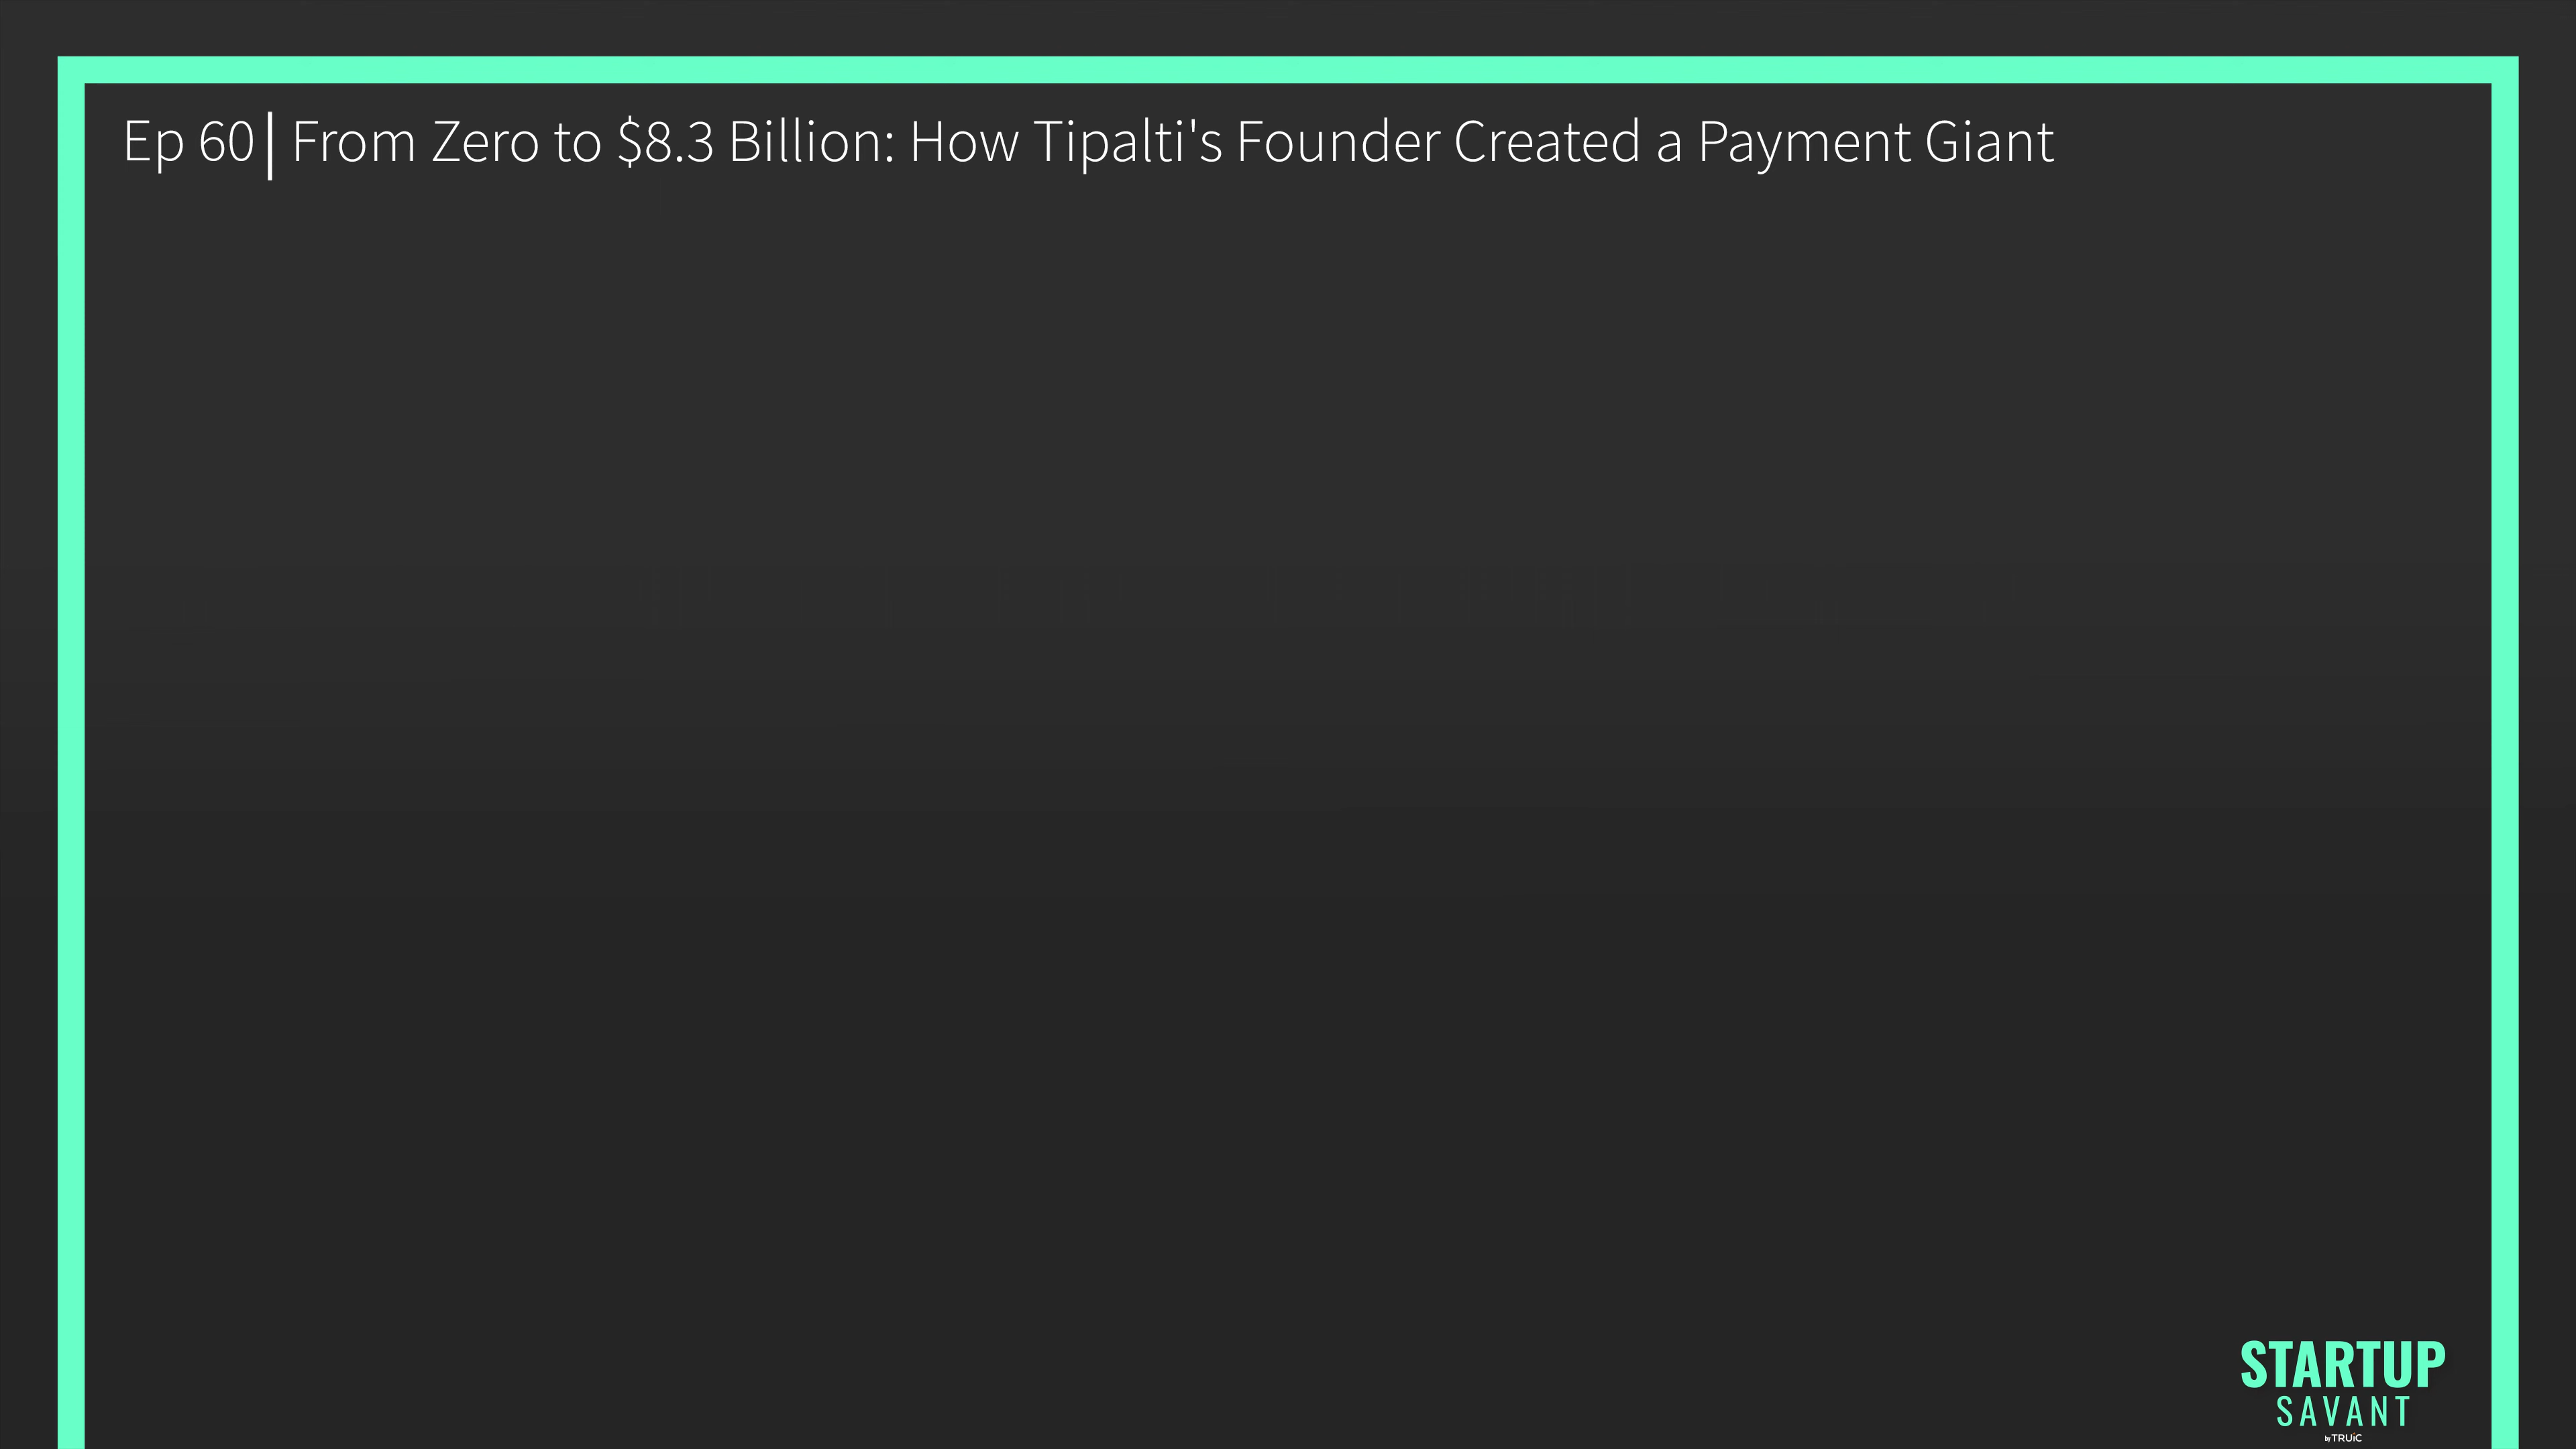 Ep 60| From Zero to $8.3 Billion: How Tipalti's Founder Created a Payment Giant
STARTUP
SAVANT
by TRUiC